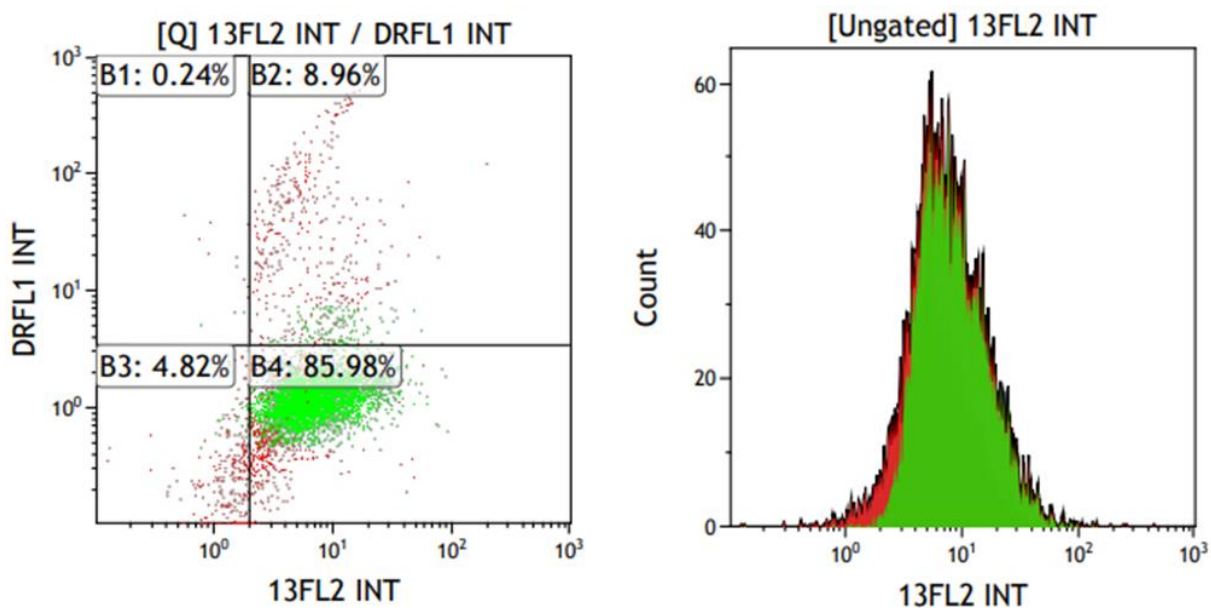 [Q] 13FL2 INT / DRFL1 INT
B1: 0.24%
B2: 8.96%
B3: 4.82%
B4: 85.98%
10³
10²
10¹
10⁰
DRFL1 INT
10⁰ 10¹ 10² 10³
13FL2 INT
[Ungated] 13FL2 INT
60
40
20
0
Count
10⁰ 10¹ 10² 10³
13FL2 INT